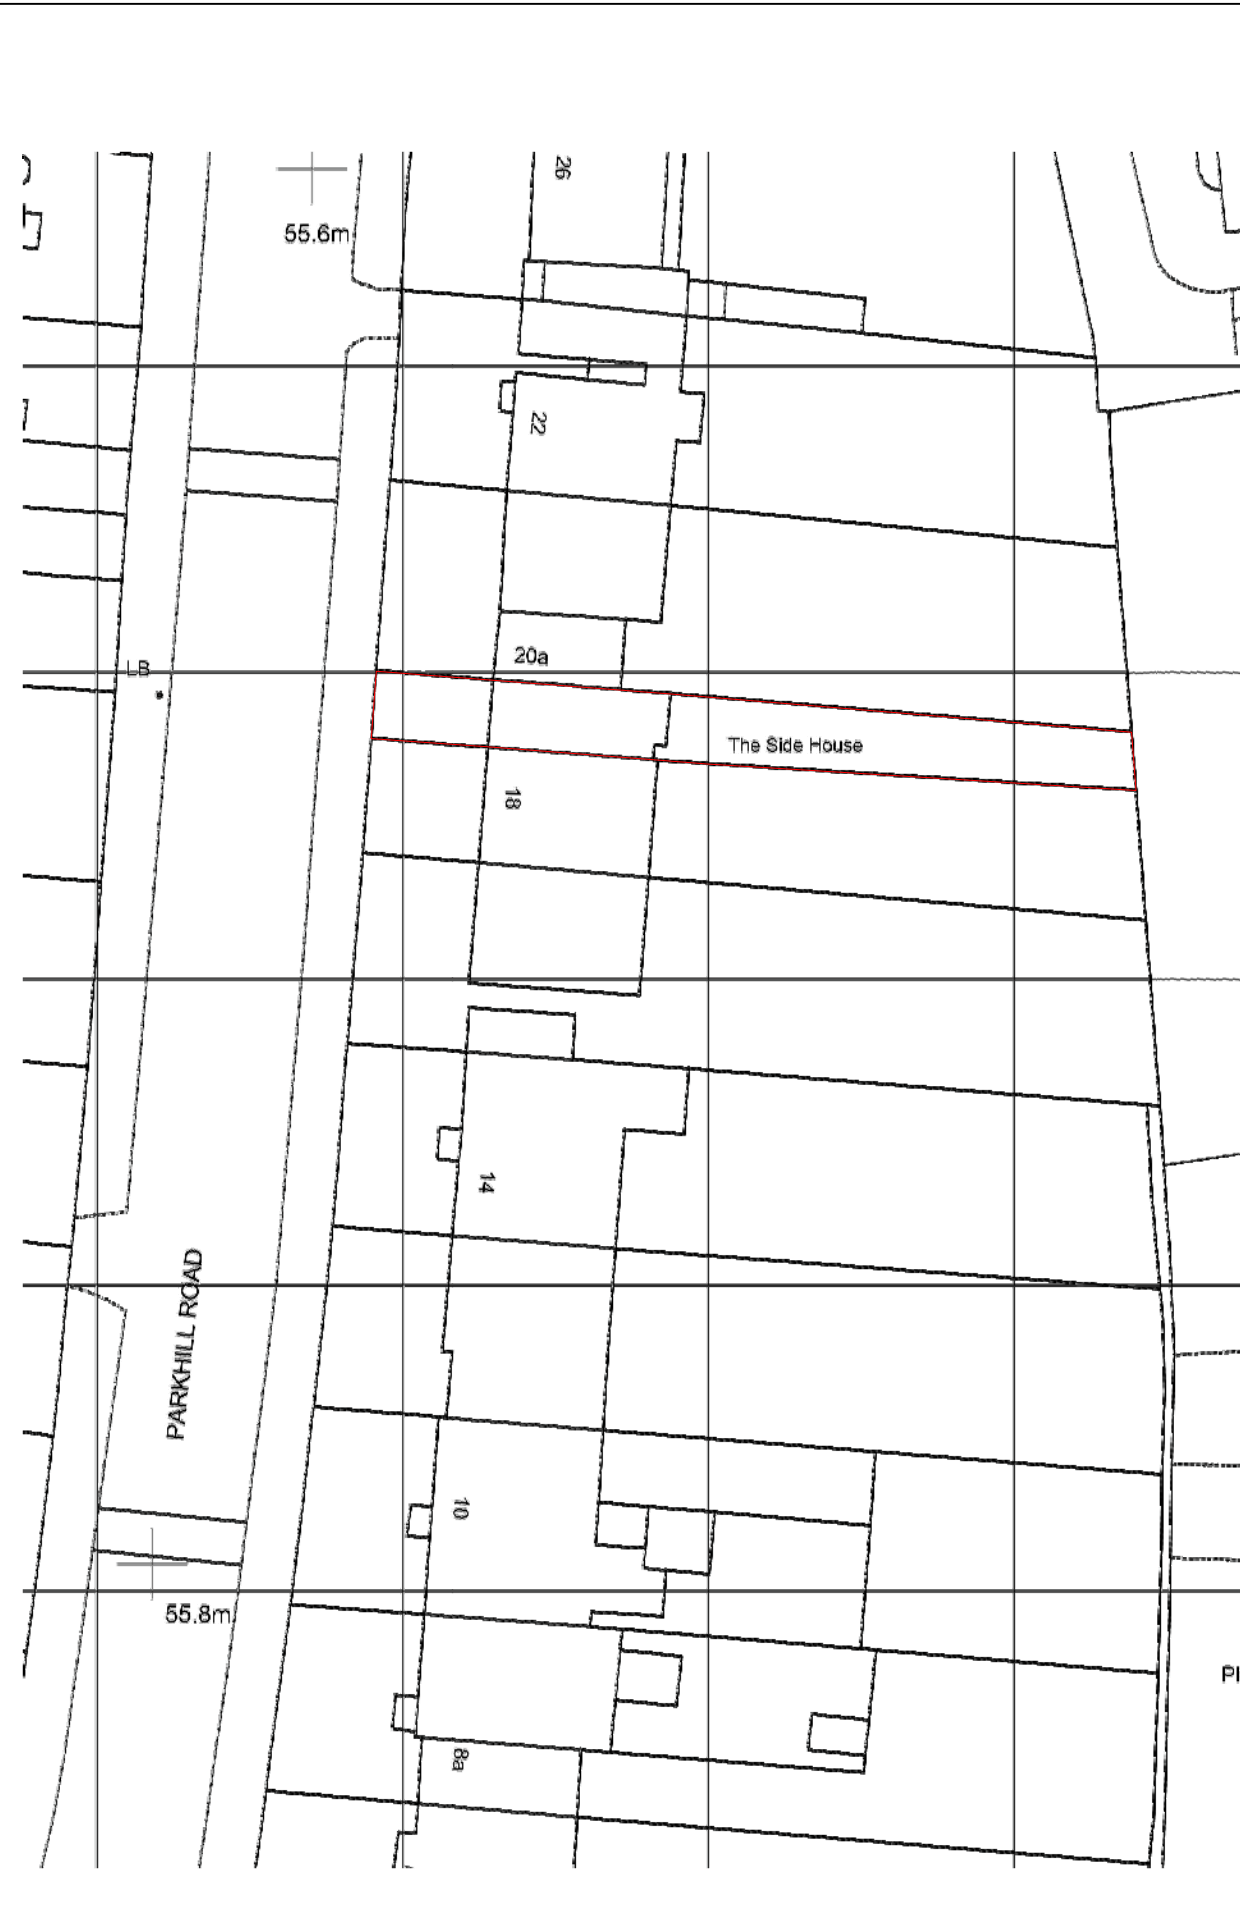 26
55.6m
22
20a
LB
The Side House
18
14
PARKHILL ROAD
10
55.8m
Pl
8a